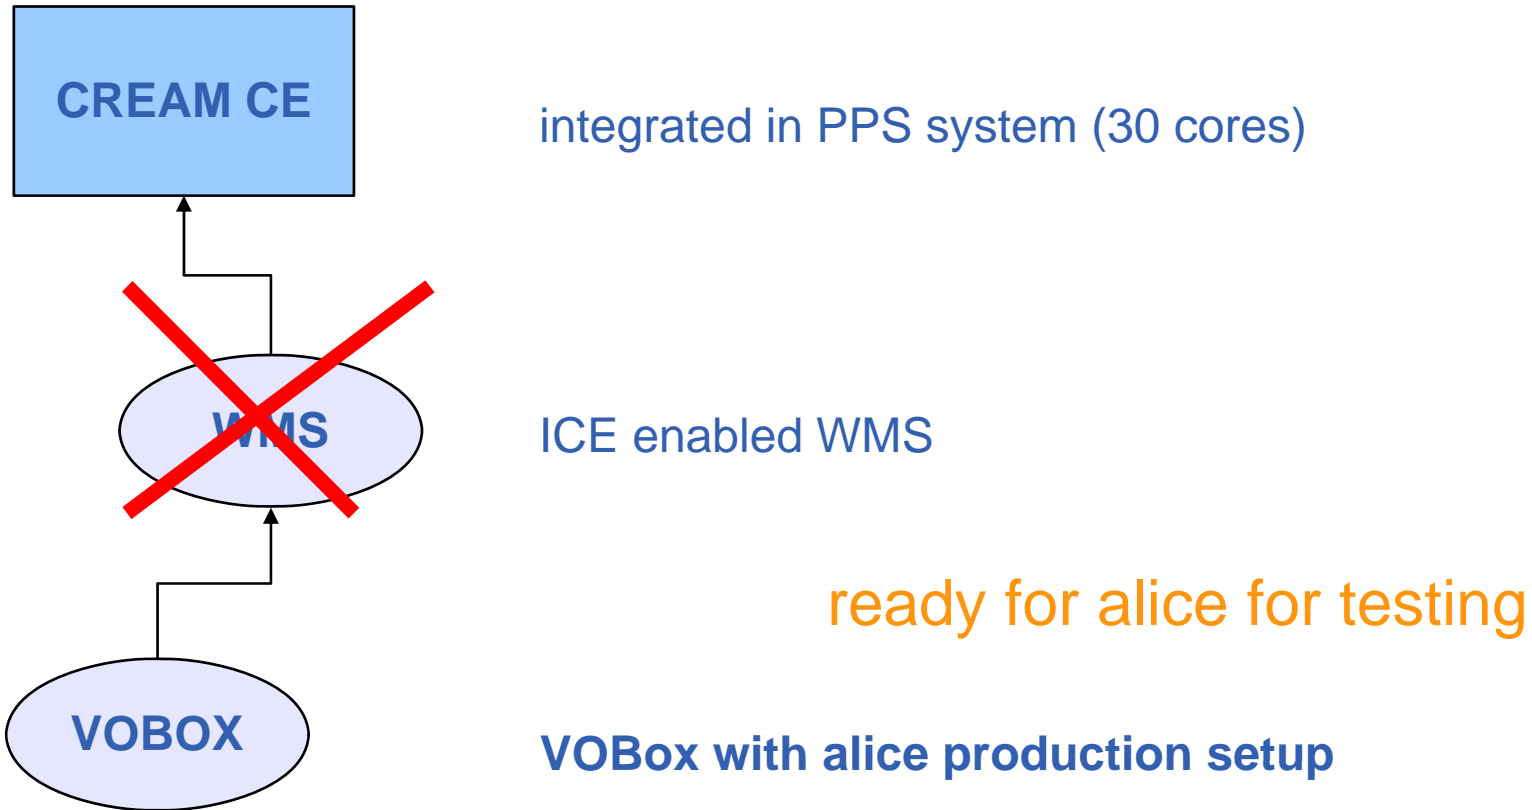 CREAM CE
integrated in PPS system (30 cores)
WMS
ICE enabled WMS
ready for alice for testing
VOBOX
VOBox with alice production setup